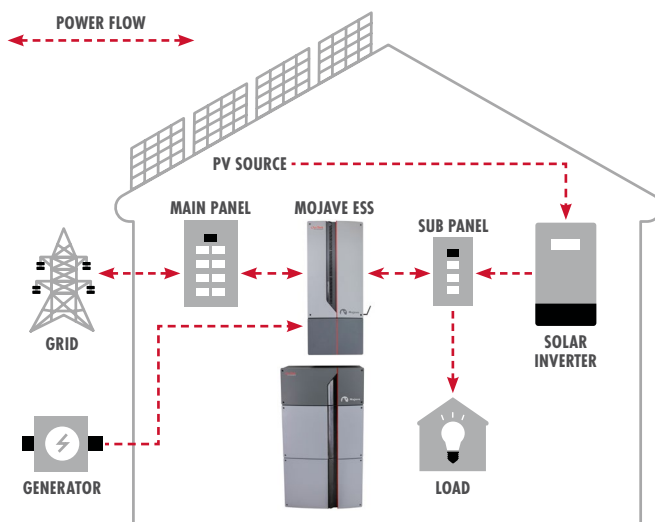 POWER FLOW
PV SOURCE
MAIN PANEL
MOJAVE ESS
SUB PANEL
GRID
SOLAR
INVERTER
GENERATOR
LOAD